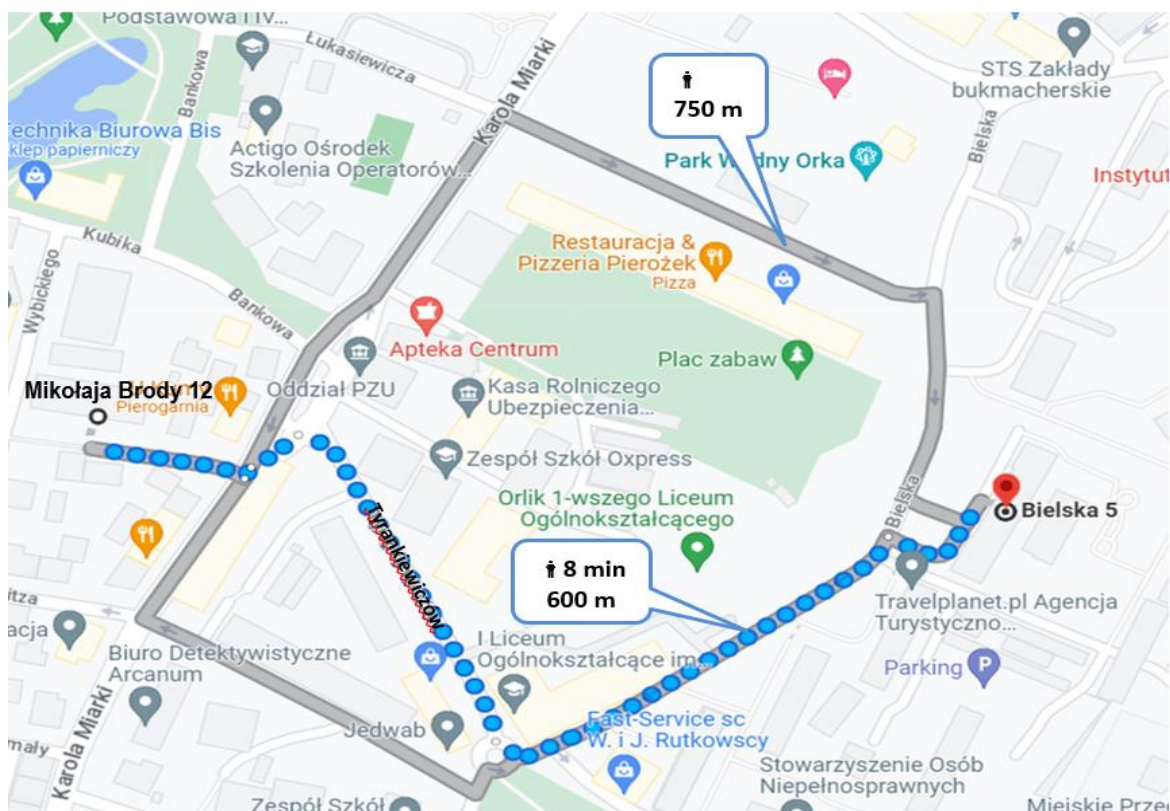 Podstawowa i IV...
Łukasiewicza
Bankowa
Karola Miarki
STS Zakłady
bukmacherskie
Bielska
750 m
Technika Biurowa Bis
sklep papierniczy
Actigo Ośrodek
Szkolenia Operatorów...
Park Wodny Orka
Instytut
Kubika
Wybickiego
Bankowa
Restauracja &
Pizzeria Pierożek
Pizza
Apteka Centrum
Plac zabaw
Oddział PZU
Kasa Rolniczego
Ubezpieczenia...
Mikołaja Brody 12
Pierogarnia
Zespół Szkół Oxpress
Orlik 1-wszego Liceum
Ogólnokształcącego
Bielska
Bielska 5
Tyrankiewiczów
8 min
600 m
Travelplanet.pl Agencja
Turystyczno...
itza
acja
Biuro Detektywistyczne
Arcanum
I Liceum
Ogólnokształcące im...
Parking
P
Jedwab
Fast-Service sc
W. i J. Rutkowscy
mały
Karola Miarki
Stowarzyszenie Osób
Niepełnosprawnych
Zespół Szkół
Miejskie Prze